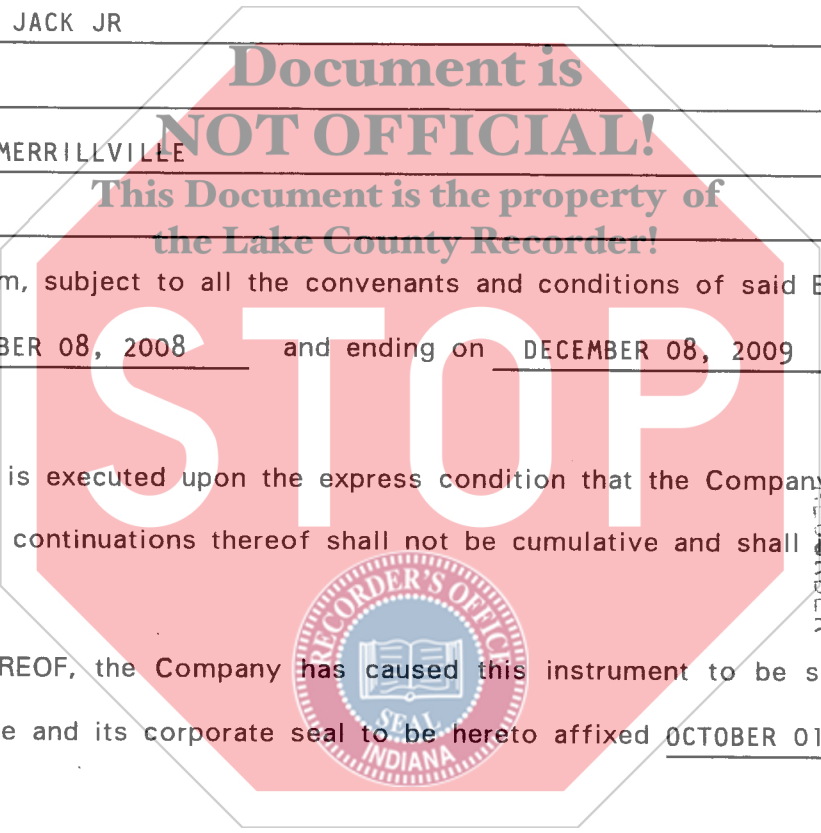 JACK JR
Document is
NOT OFFICIAL!
MERRILLVILLE
This Document is the property of
the Lake County Recorder!
m, subject to all the convenants and conditions of said
BER 08, 2008 and ending on DECEMBER 08, 2009
STOP
is executed upon the express condition that the Company
continuations thereof shall not be cumulative and shall
RECORDER'S OFFICE
REOF, the Company has caused this instrument to be s
SEAL
e and its corporate seal to be hereto affixed OCTOBER 01
INDIANA